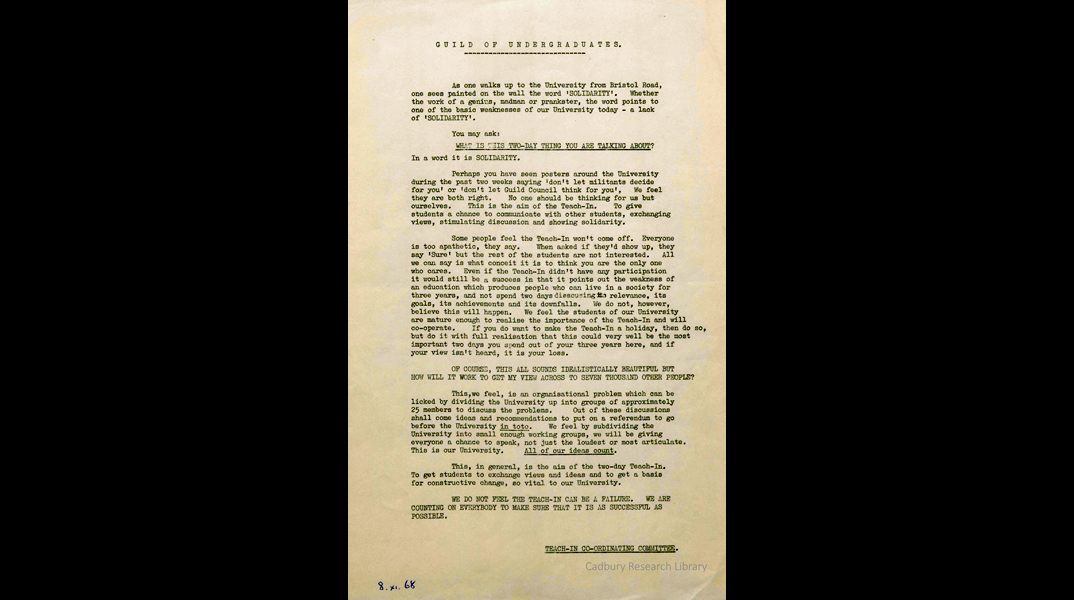 GUILD OF UNDERGRADUATES.
As one walks up to the University from Bristol Road,
one sees painted on the wall the word 'SOLIDARITY'. Whether
the work of a genius, madman or prankster, the word points to
one of the basic weaknesses of our University today - a lack
of 'SOLIDARITY'.
You may ask:
WHAT IS THIS TWO-DAY THING YOU ARE TALKING ABOUT?
In a word it is SOLIDARITY.
Perhaps you have seen posters around the University
during the past two weeks saying 'don't let militants decide
for you' or 'don't let Guild Council think for you', We feel
they are both right. No one should be thinking for us but
ourselves. This is the aim of the Teach-In. To give
students a chance to communicate with other students, exchanging
views, stimulating discussion and showing solidarity.
Some people feel the Teach-In won't come off. Everyone
is too apathetic, they say. When asked if they'd show up, they
say 'Sure' but the rest of the students are not interested. All
we can say is what conceit it is to think you are the only one
who cares. Even if the Teach-In didn't have any participation
it would still be a success in that it points out the weakness of
an education which produces people who can live in a society for
three years, and not spend two days disscusing its relevance, its
goals, its achievements and its downfalls. We do not, however,
believe this will happen. We feel the students of our University
are mature enough to realise the importance of the Teach-In and will
co-operate. If you do want to make the Teach-In a holiday, then do so,
but do it with full realisation that this could very well be the most
important two days you spend out of your three years here, and if
your view isn't heard, it is your loss.
OF COURSE, THIS ALL SOUNDS IDEALISTICALLY BEAUTIFUL BUT
HOW WILL IT WORK TO GET MY VIEW ACROSS TO SEVEN THOUSAND OTHER PEOPLE?
This,we feel, is an organisational problem which can be
licked by dividing the University up into groups of approximately
25 members to discuss the problems. Out of these discussions
shall come ideas and recommendations to put on a referendum to go
before the University in toto. We feel by subdividing the
University into small enough working groups, we will be giving
everyone a chance to speak, not just the loudest or most articulate.
This is our University. All of our ideas count.
This, in general, is the aim of the two-day Teach-In.
To get students to exchange views and ideas and to get a basis
for constructive change, so vital to our University.
WE DO NOT FEEL THE TEACH-IN CAN BE A FAILURE. WE ARE
COUNTING ON EVERYBODY TO MAKE SURE THAT IT IS AS SUCCESSFUL AS
POSSIBLE.
TEACH-IN CO-ORDINATING COMMITTEE.
Cadbury Research Library
8. xi. 68